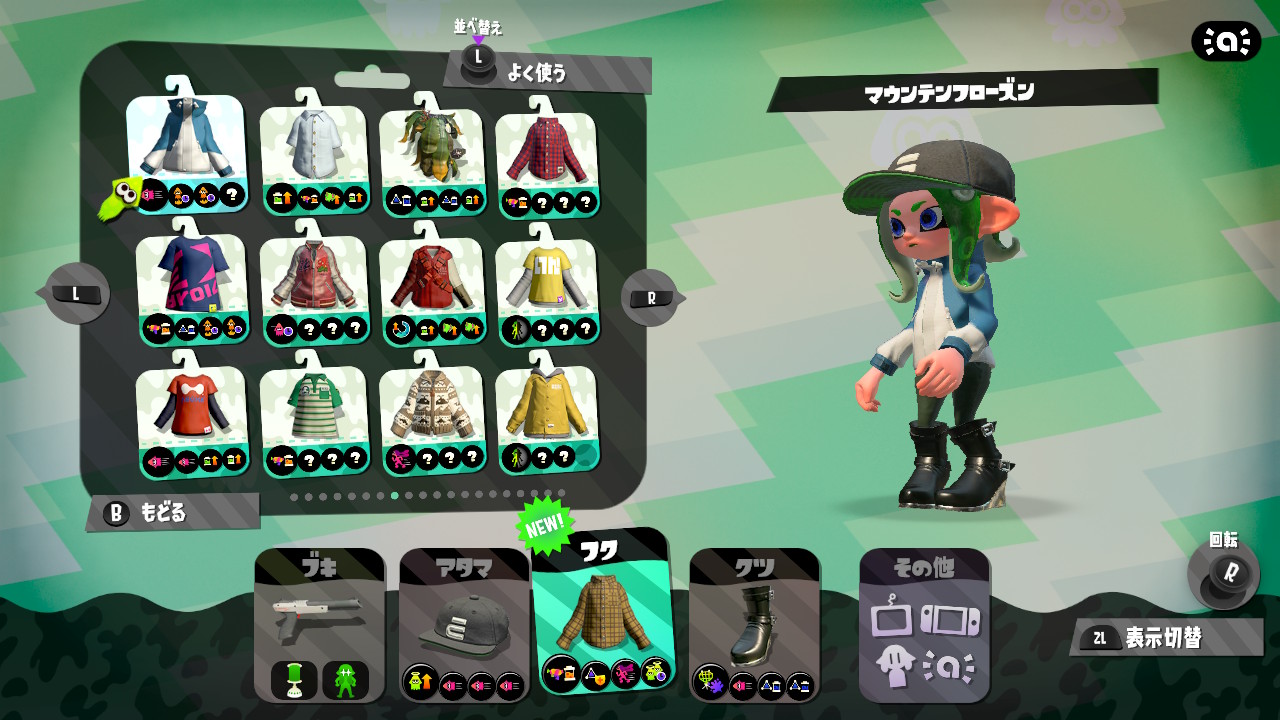 並べ替え
L
よく使う
マウンテンフローズン
?
? ? ?
? ? ?
? ? ?
? ? ?
? ? ?
? ? ?
? ?
L
R
B もどる
NEW!
ブキ
アタマ
フク
クツ
その他
回転
R
ZL 表示切替